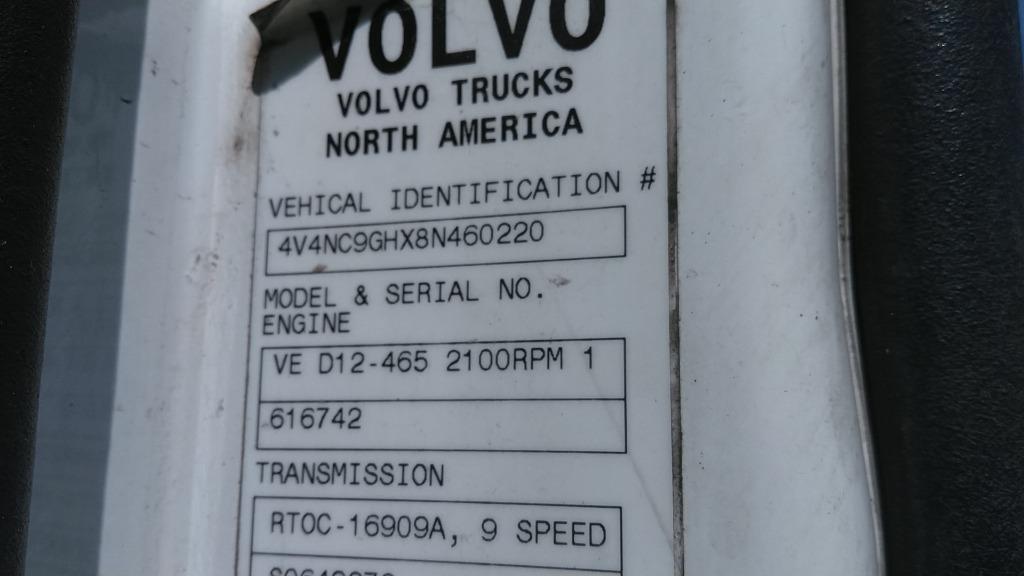 VOLVO
VOLVO TRUCKS
NORTH AMERICA
VEHICAL IDENTIFICATION #
4V4NC9GHX8N460220
MODEL & SERIAL NO.
ENGINE
VE D12-465 2100RPM 1
616742
TRANSMISSION
RTOC-16909A, 9 SPEED